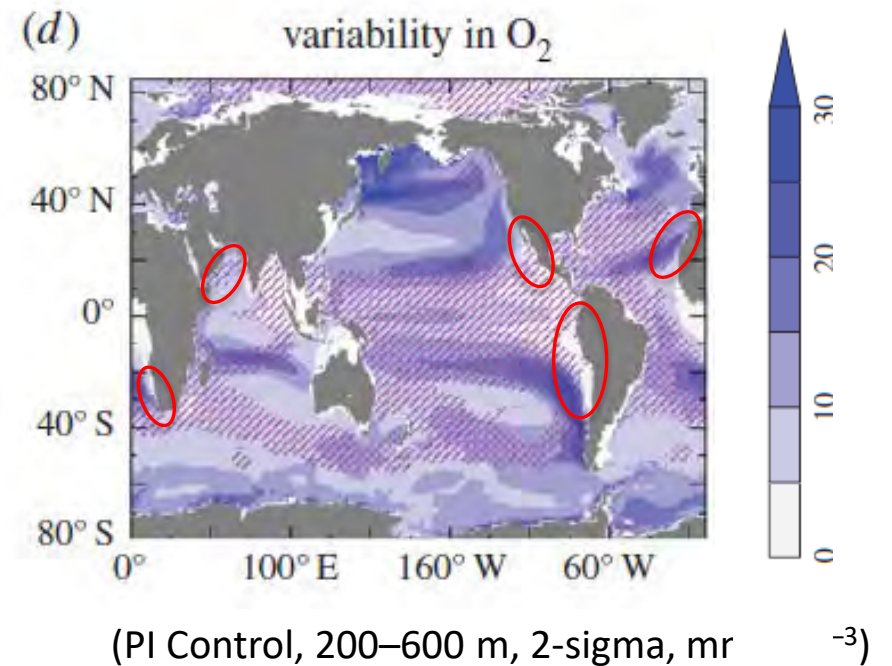 (d) variability in O₂
80° N
40° N
0°
40° S
80° S
0° 100° E 160° W 60° W
30
20
10
0
(PI Control, 200–600 m, 2-sigma, –3)